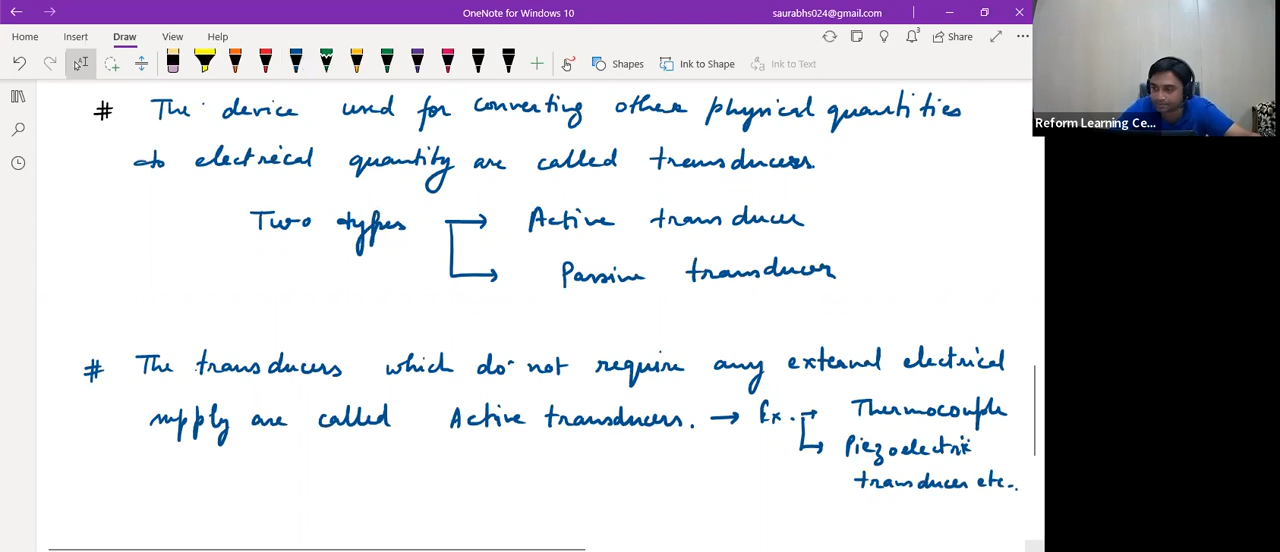 OneNote for Windows 10
saurabhs024@gmail.com
Home Insert Draw View Help
Share
Shapes Ink to Shape Ink to Text
Reform Learning Ce...
# The device used for converting other physical quantities
to electrical quantity are called transducers.
Two types → Active transducer
→ Passive transducer
# The transducers which do not require any external electrical
supply are called Active transducers. → Ex. → Thermocouple
→ Piezoelectric
transducer etc..